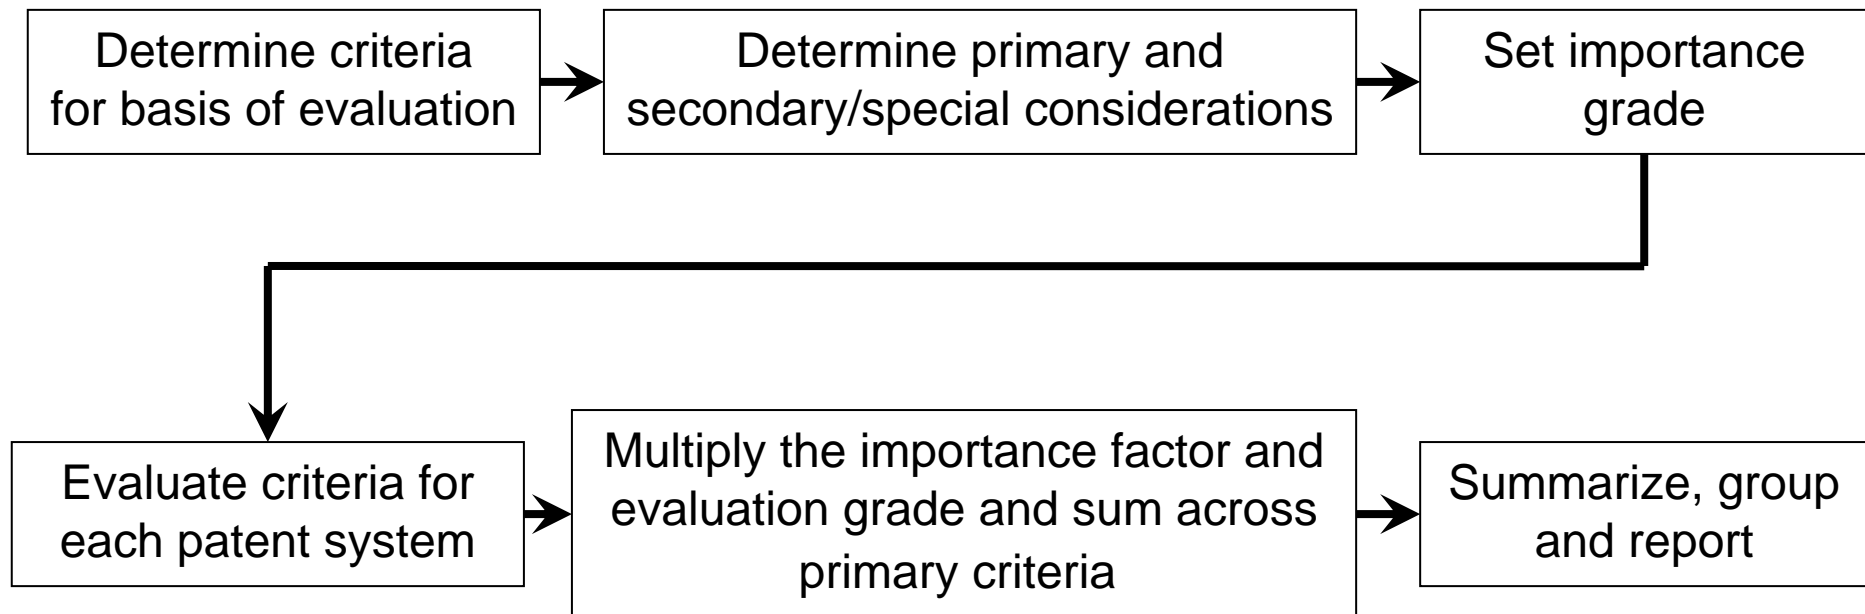 Determine criteria
for basis of evaluation
Determine primary and
secondary/special considerations
Set importance
grade
Evaluate criteria for
each patent system
Multiply the importance factor and
evaluation grade and sum across
primary criteria
Summarize, group
and report